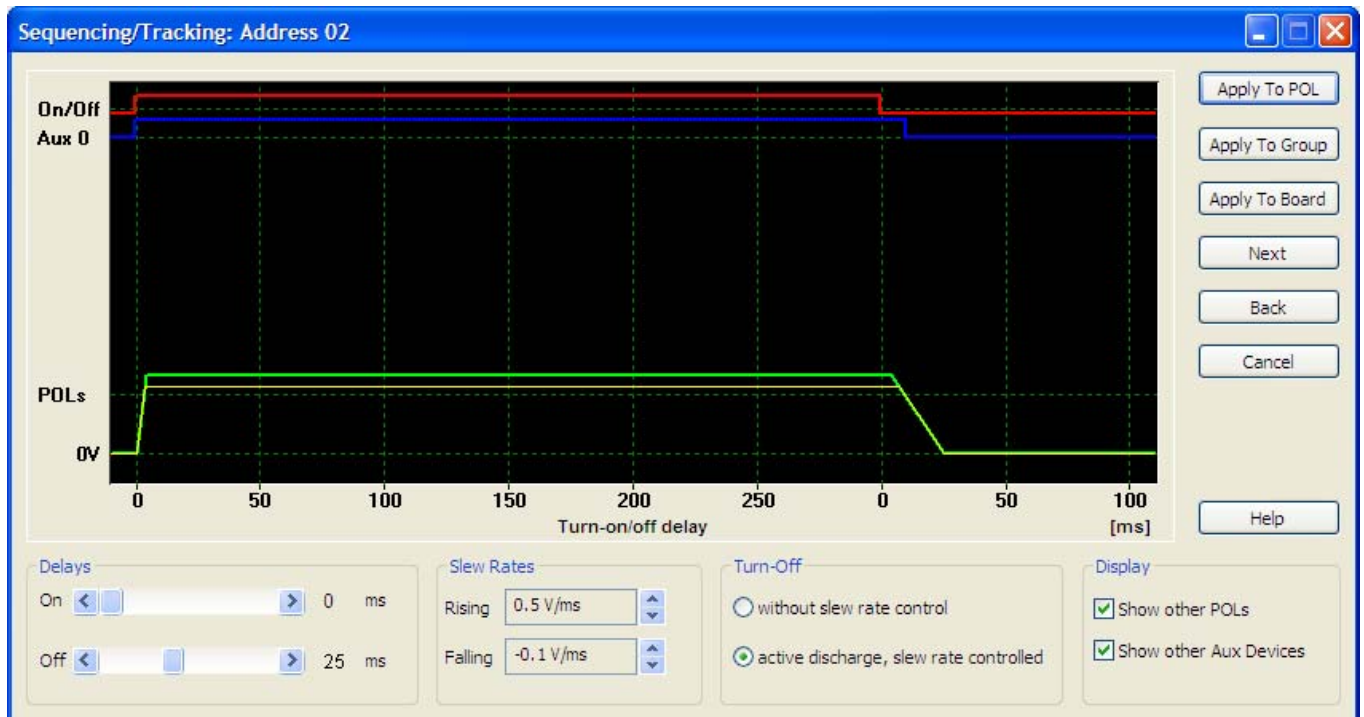 Sequencing/Tracking: Address 02
On/Off
Aux 0
POLs
0V
0 50 100 150 200 250 0 50 100
Turn-on/off delay [ms]
Apply To POL
Apply To Group
Apply To Board
Next
Back
Cancel
Help
Delays
On 0 ms
Off 25 ms
Slew Rates
Rising 0.5 V/ms
Falling -0.1 V/ms
Turn-Off
without slew rate control
active discharge, slew rate controlled
Display
Show other POLs
Show other Aux Devices